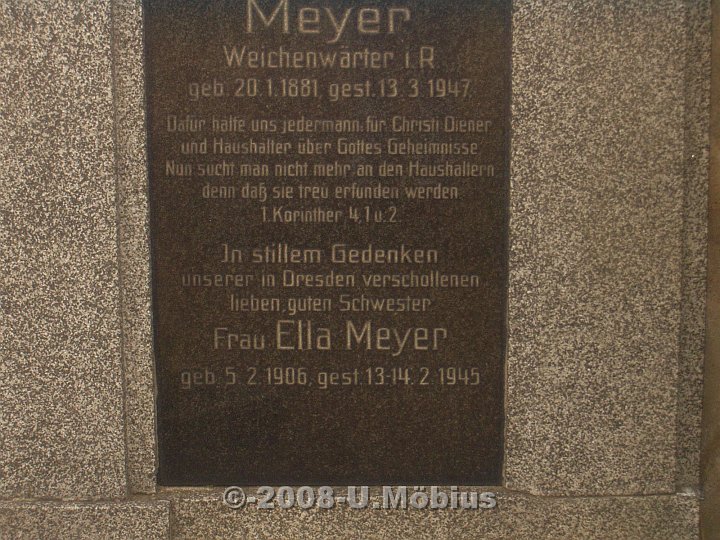 Meyer
Weichenwärter i. R.
geb. 20. 1. 1881, gest. 13. 3. 1947.
Dafür halte uns jedermann: für Christi Diener
und Haushalter über Gottes Geheimnisse.
Nun sucht man nicht mehr an den Haushaltern
denn daß sie treu erfunden werden.
1. Korinther 4, 1 u. 2.
In stillem Gedenken
unserer in Dresden verschollenen
lieben, guten Schwester
Frau Ella Meyer
geb. 5. 2. 1906, gest. 13-14. 2. 1945
© 2008 U.Möbius